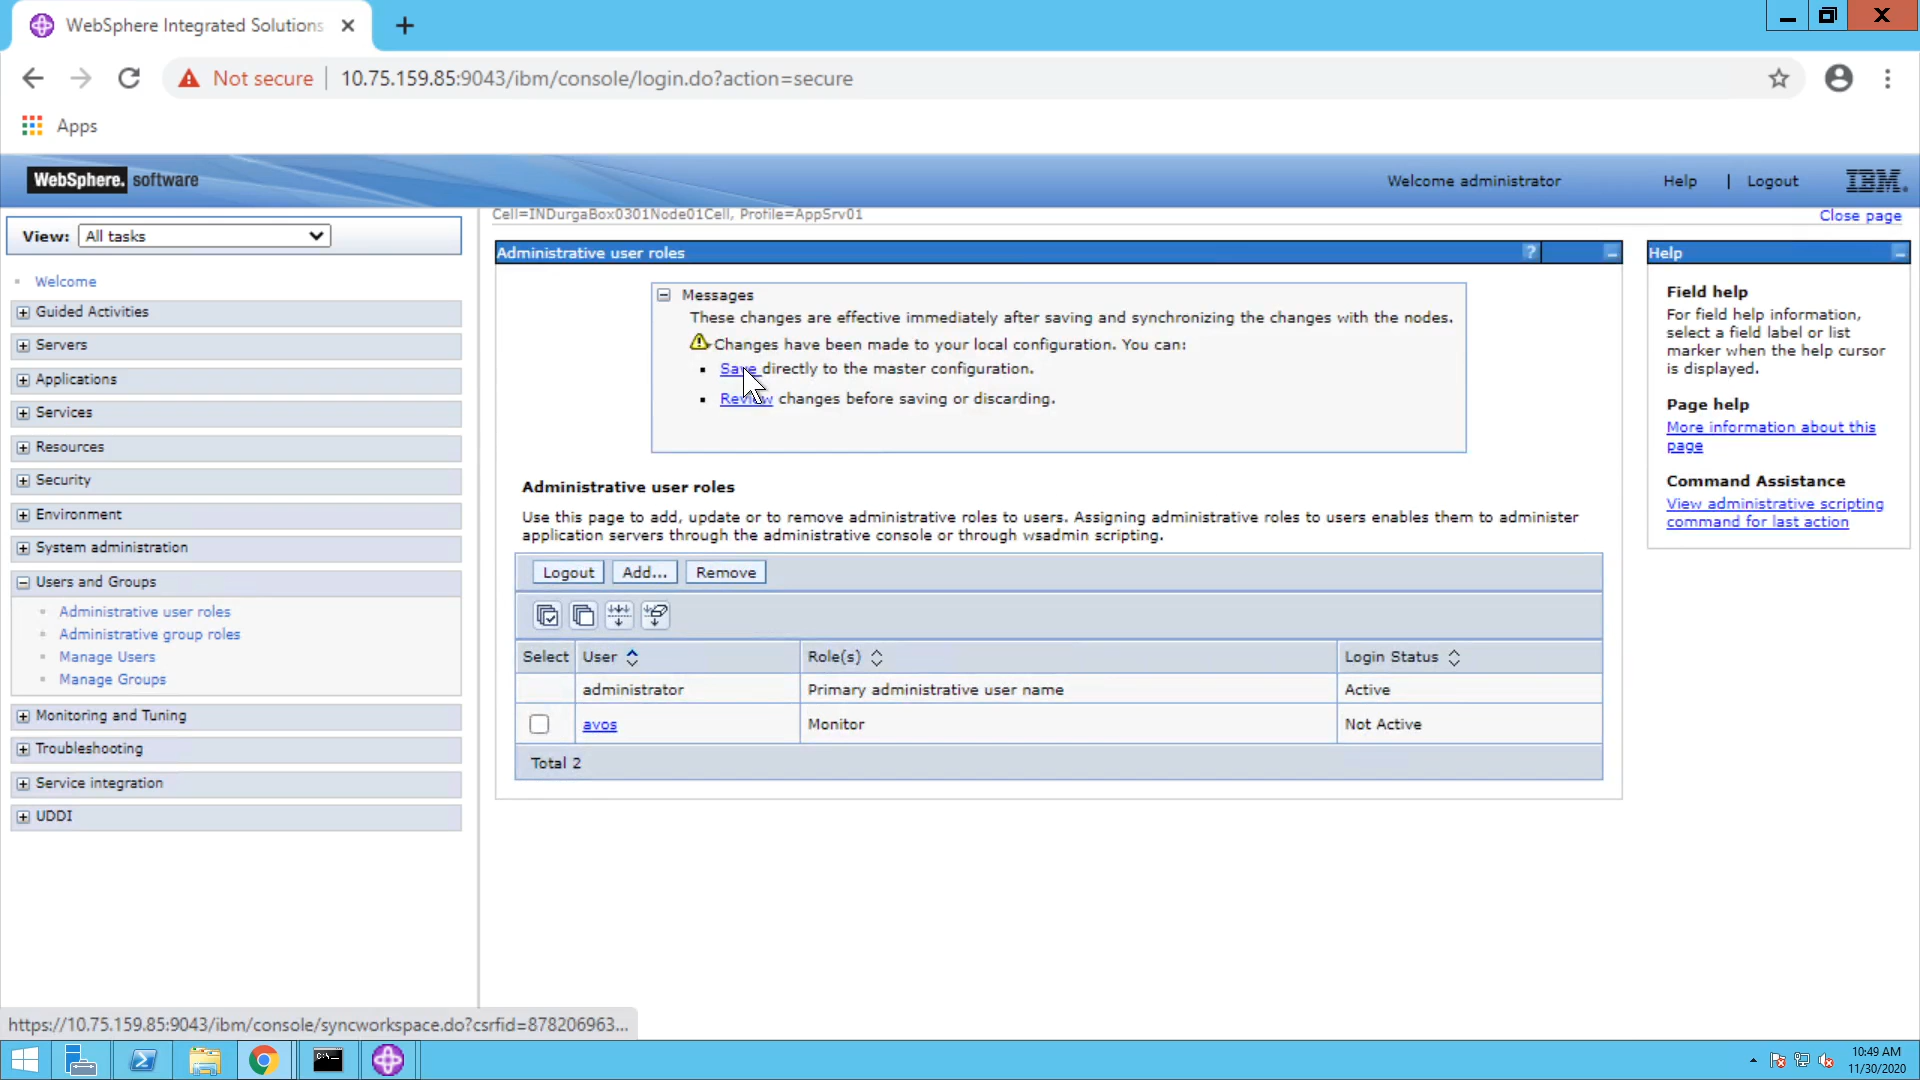 WebSphere Integrated Solutions
Not secure
10.75.159.85:9043/ibm/console/login.do?action=secure
Apps
WebSphere. software
Welcome administrator
Help | Logout
IBM.
View: All tasks
Welcome
Guided Activities
Servers
Applications
Services
Resources
Security
Environment
System administration
Users and Groups
Administrative user roles
Administrative group roles
Manage Users
Manage Groups
Monitoring and Tuning
Troubleshooting
Service integration
UDDI
Cell=INDurgaBox0301Node01Cell, Profile=AppSrv01
Close page
Administrative user roles
?
Messages
These changes are effective immediately after saving and synchronizing the changes with the nodes.
Changes have been made to your local configuration. You can:
Save directly to the master configuration.
Review changes before saving or discarding.
Administrative user roles
Use this page to add, update or to remove administrative roles to users. Assigning administrative roles to users enables them to administer
application servers through the administrative console or through wsadmin scripting.
Logout Add... Remove
Select User Role(s) Login Status
administrator Primary administrative user name Active
avos Monitor Not Active
Total 2
Help
Field help
For field help information,
select a field label or list
marker when the help cursor
is displayed.
Page help
More information about this
page
Command Assistance
View administrative scripting
command for last action
https://10.75.159.85:9043/ibm/console/syncworkspace.do?csrfid=878206963...
10:49 AM
11/30/2020